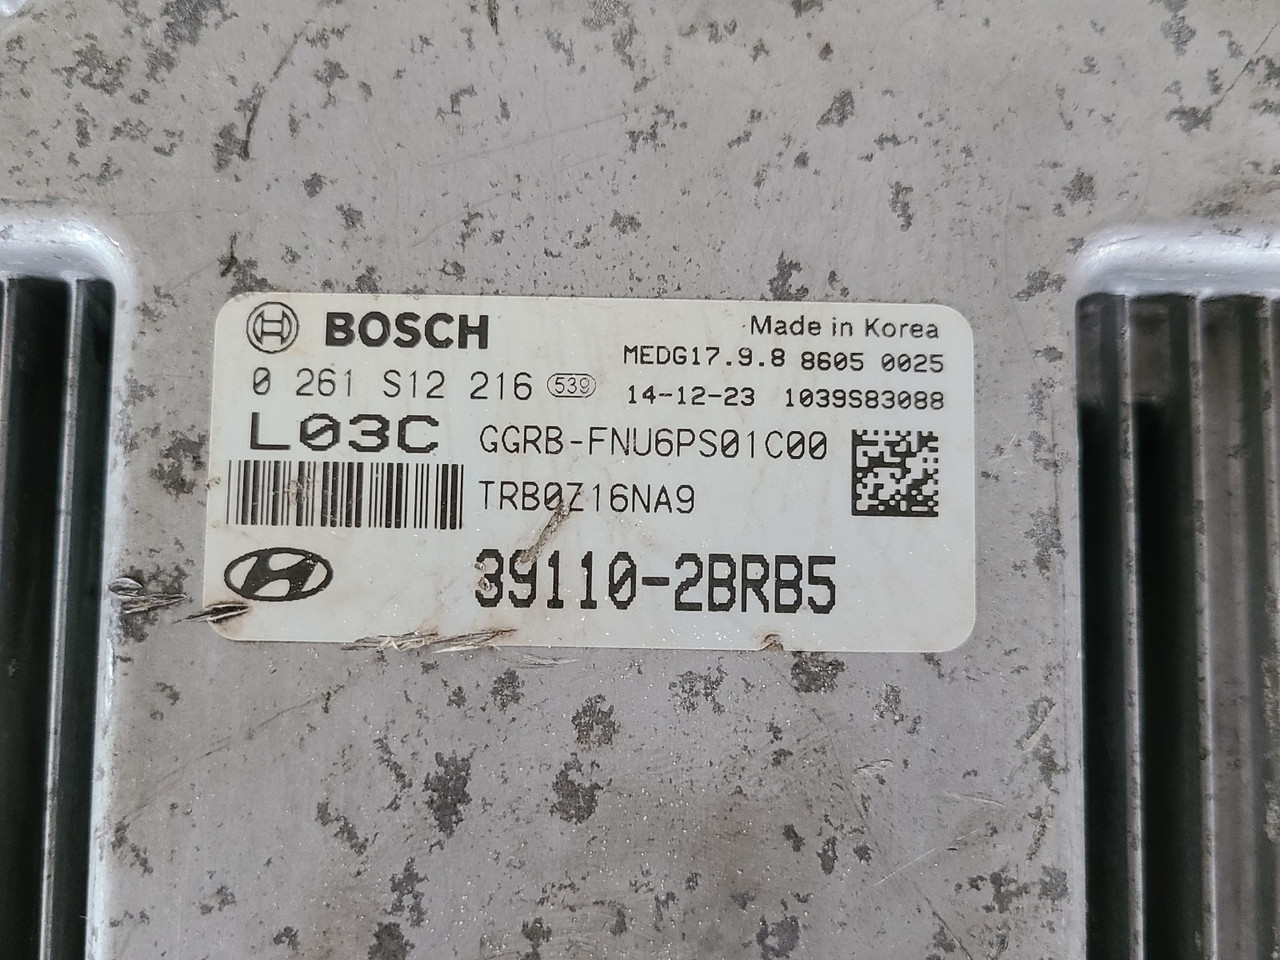 BOSCH
Made in Korea
MEDG17.9.8 8605 0025
0 261 S12 216 539
14-12-23 1039S83088
L03C GGRB-FNU6PS01C00
TRB0Z16NA9
39110-2BRB5